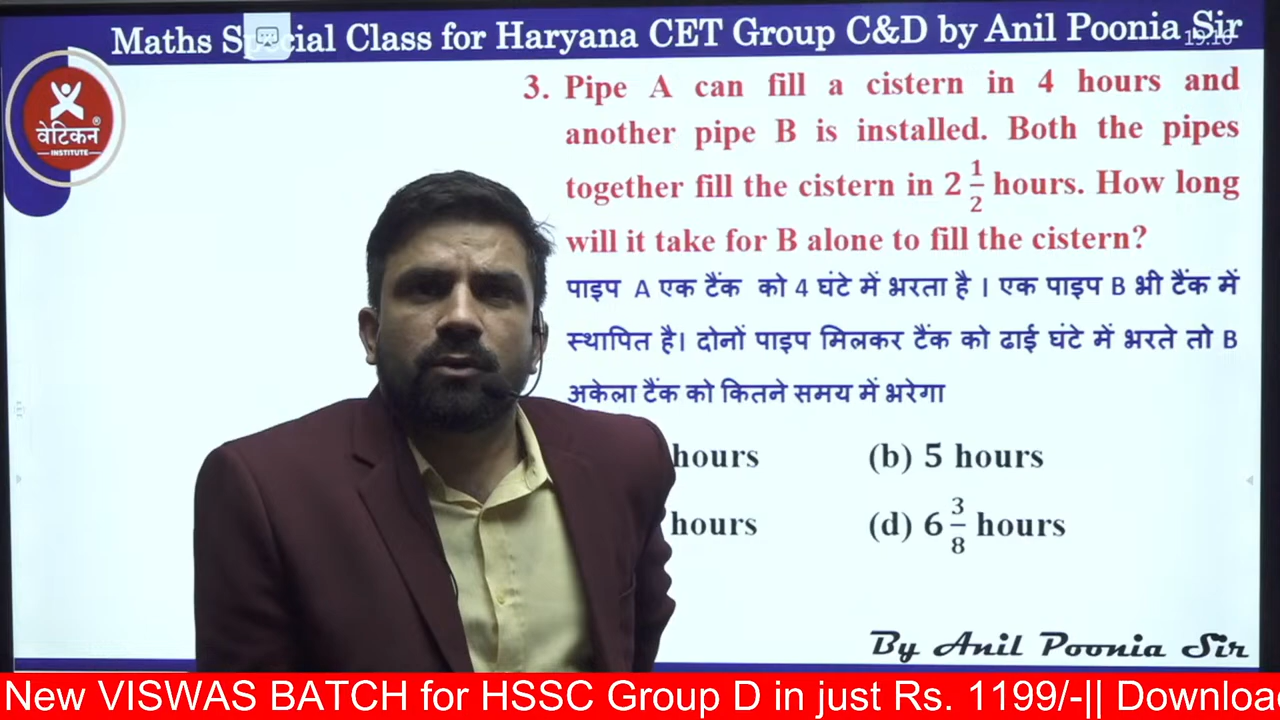 Maths Special Class for Haryana CET Group C&D by Anil Poonia Sir
19:16
वेटिकन
INSTITUTE
3. Pipe A can fill a cistern in 4 hours and
another pipe B is installed. Both the pipes
together fill the cistern in 2 1/2 hours. How long
will it take for B alone to fill the cistern?
पाइप A एक टैंक को 4 घंटे में भरता है । एक पाइप B भी टैंक में
स्थापित है। दोनों पाइप मिलकर टैंक को ढाई घंटे में भरते तो B
अकेला टैंक को कितने समय में भरेगा
hours (b) 5 hours
hours (d) 6 3/8 hours
By Anil Poonia Sir
New VISWAS BATCH for HSSC Group D in just Rs. 1199/-|| Downloa